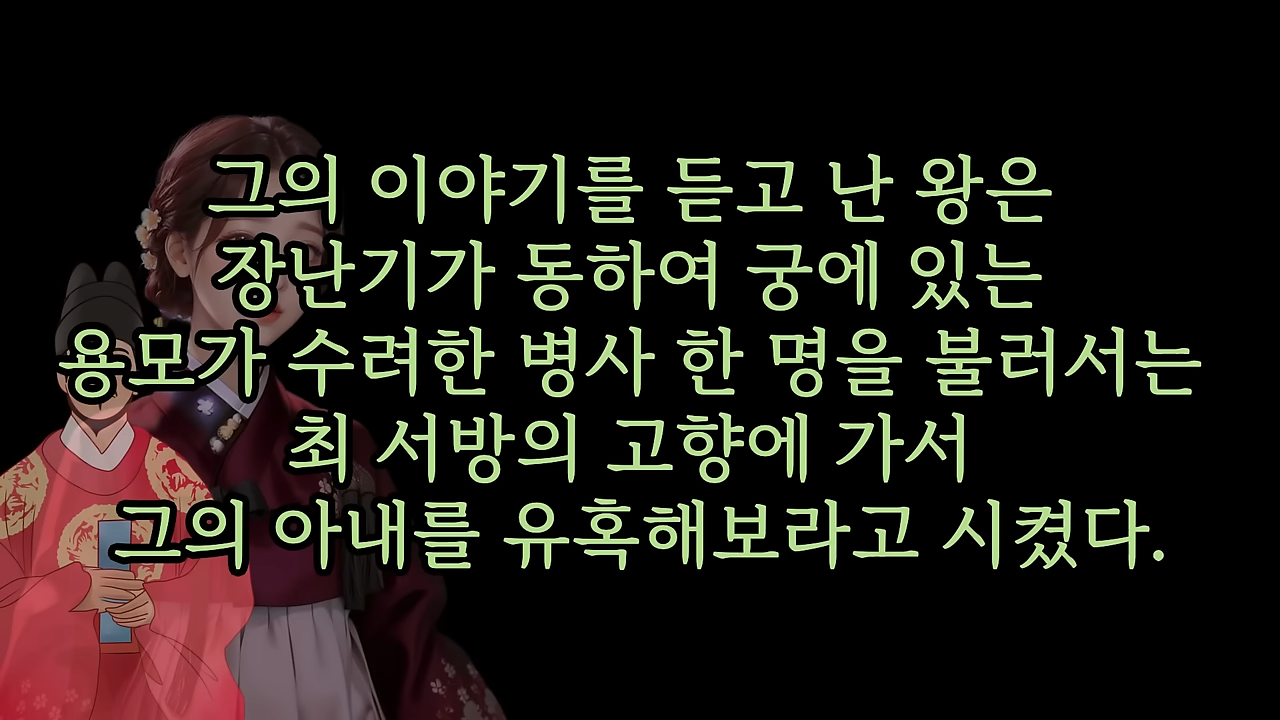 그의 이야기를 듣고 난 왕은
장난기가 동하여 궁에 있는
용모가 수려한 병사 한 명을 불러서는
최 서방의 고향에 가서
그의 아내를 유혹해보라고 시켰다.